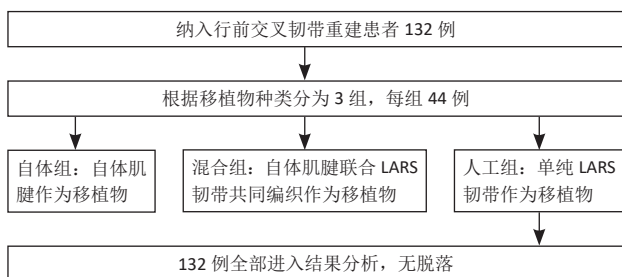 纳入行前交叉韧带重建患者 132 例
根据移植物种类分为 3 组，每组 44 例
自体组：自体肌
腱作为移植物
混合组：自体肌腱联合 LARS
韧带共同编织作为移植物
人工组：单纯 LARS
韧带作为移植物
132 例全部进入结果分析，无脱落